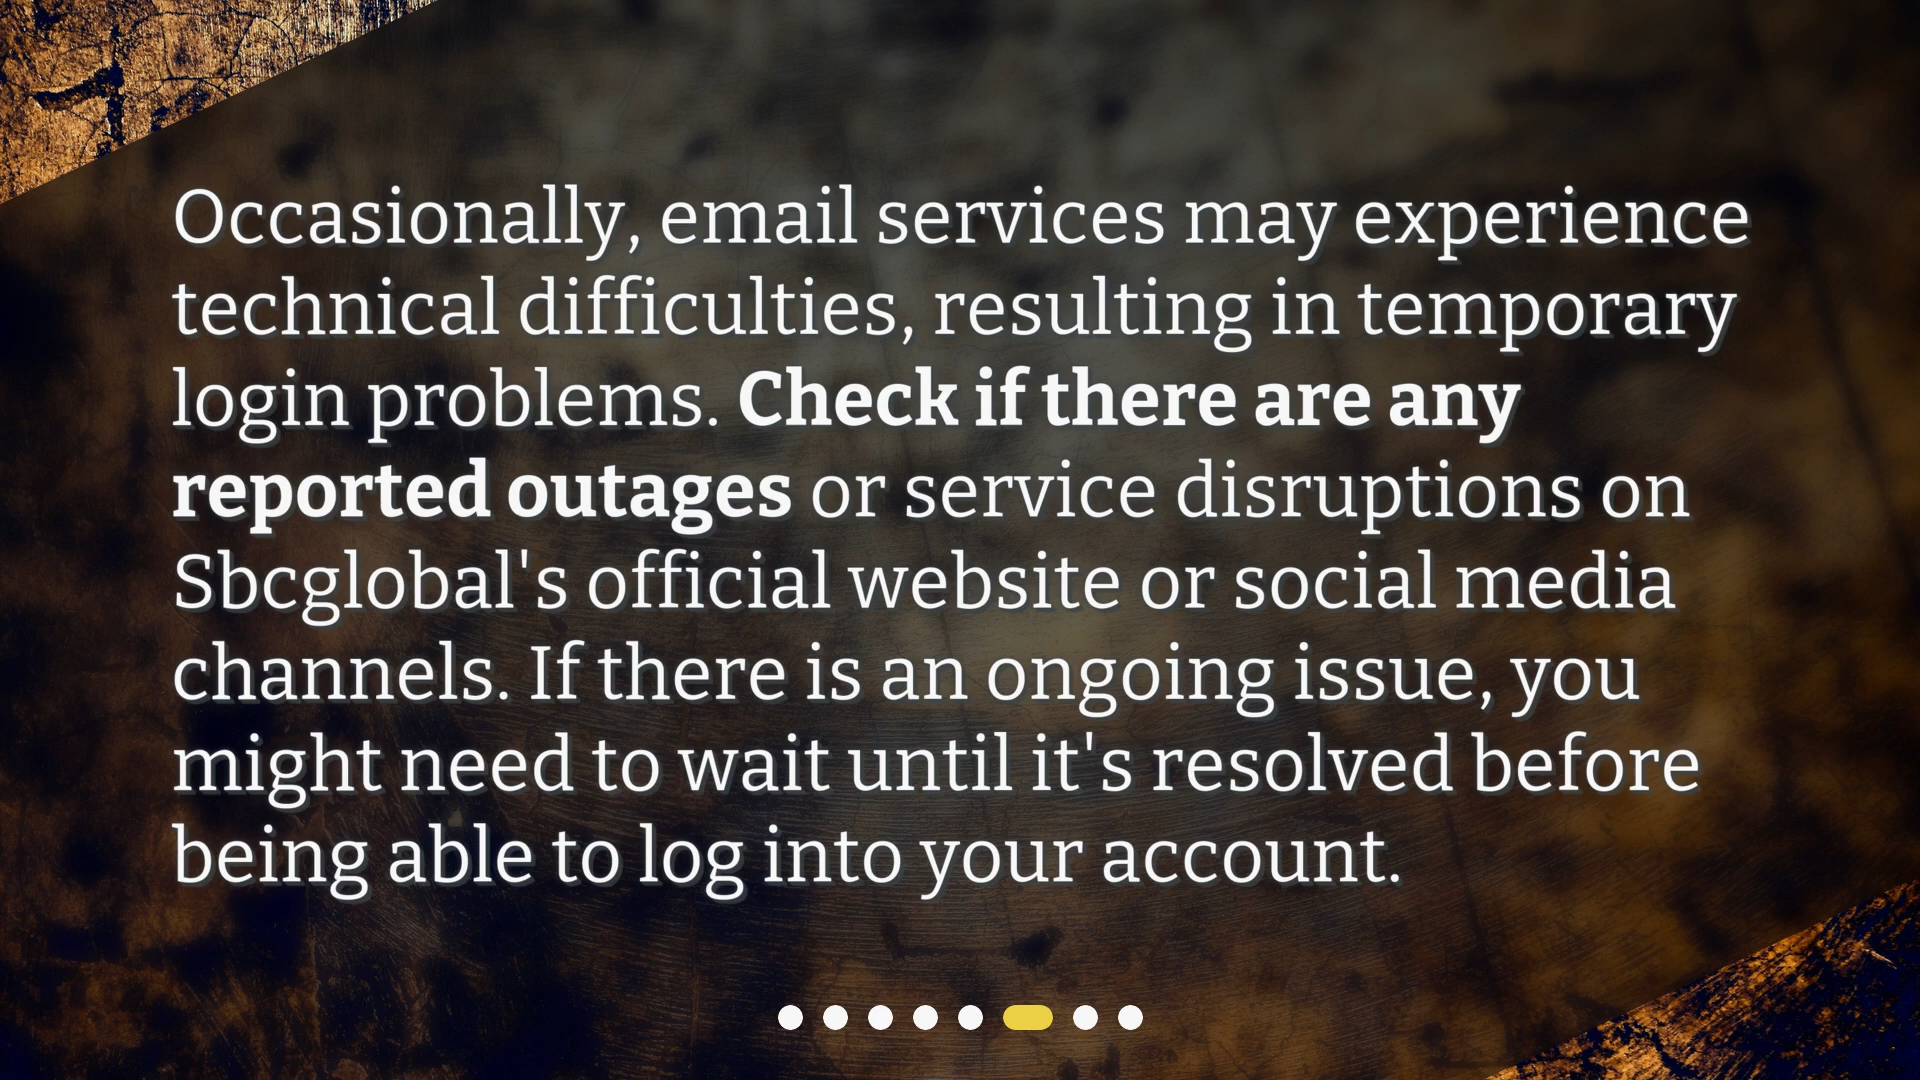 Occasionally, email services may experience
technical difficulties, resulting in temporary
login problems. Check if there are any
reported outages or service disruptions on
Sbcglobal's official website or social media
channels. If there is an ongoing issue, you
might need to wait until it's resolved before
being able to log into your account.